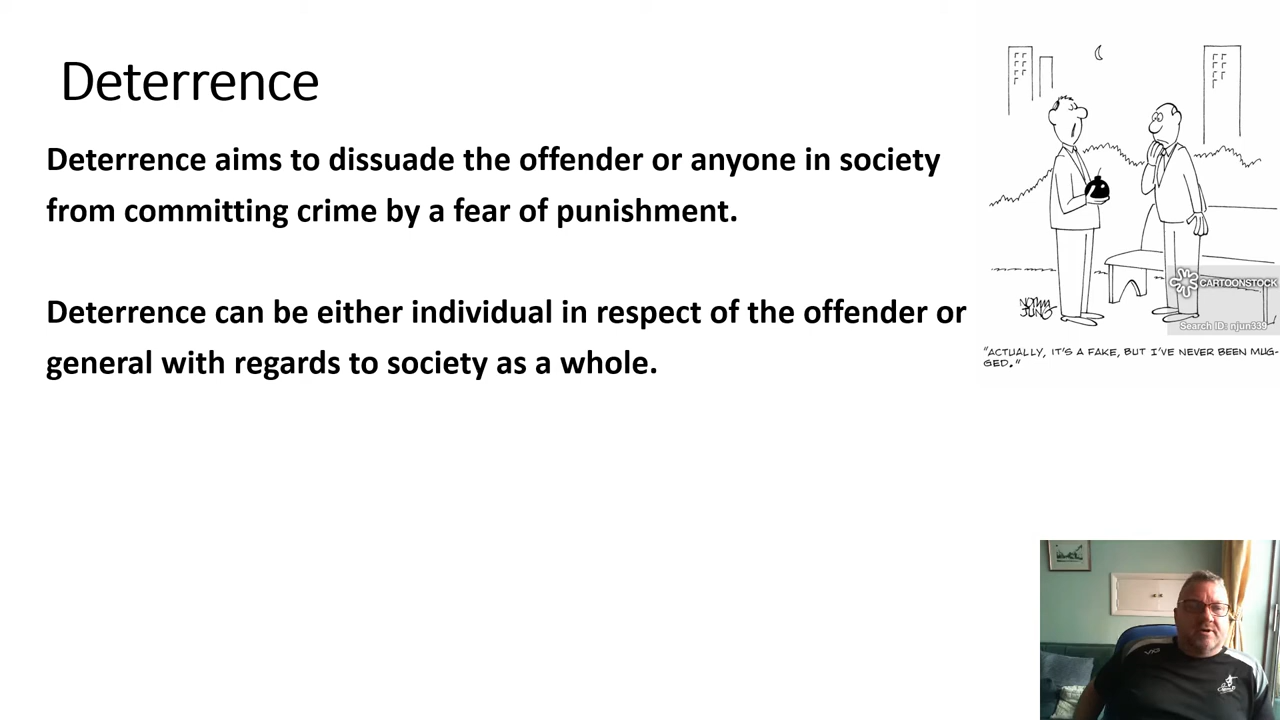 Deterrence
Deterrence aims to dissuade the offender or anyone in society
from committing crime by a fear of punishment.
Deterrence can be either individual in respect of the offender or
general with regards to society as a whole.
CARTOONSTOCK
Search ID: njun339
"ACTUALLY, IT'S A FAKE, BUT I'VE NEVER BEEN MUG-
GED."